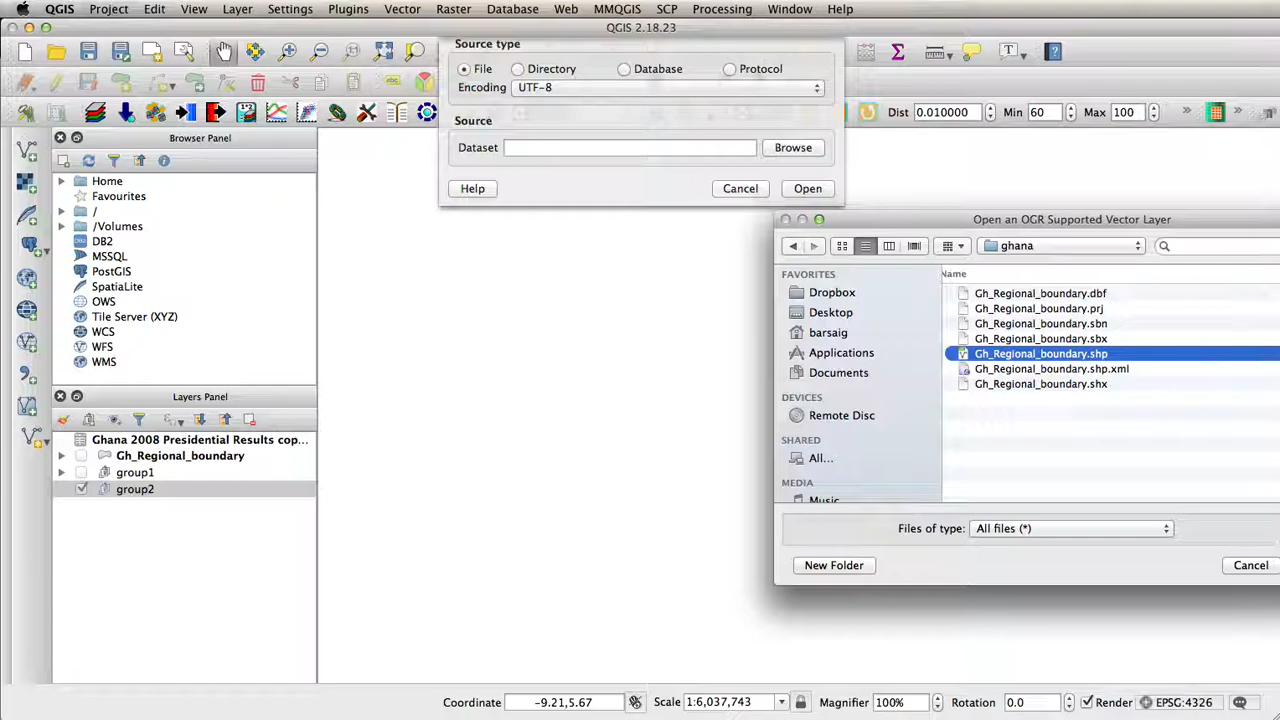 QGIS Project Edit View Layer Settings Plugins Vector Raster Database Web MMQGIS SCP Processing Window Help
QGIS 2.18.23
Source type
File Directory Database Protocol
Encoding UTF-8
Source
Dist 0.010000 Min 60 Max 100
Browser Panel
Dataset Browse
Help Cancel Open
Home
Favourites
/
/Volumes
DB2
MSSQL
PostGIS
SpatiaLite
OWS
Tile Server (XYZ)
WCS
WFS
WMS
Layers Panel
Ghana 2008 Presidential Results cop...
Gh_Regional_boundary
group1
group2
Open an OGR Supported Vector Layer
ghana
FAVORITES
Dropbox
Desktop
barsaig
Applications
Documents
DEVICES
Remote Disc
SHARED
All...
MEDIA
Music
Name
Gh_Regional_boundary.dbf
Gh_Regional_boundary.prj
Gh_Regional_boundary.sbn
Gh_Regional_boundary.sbx
Gh_Regional_boundary.shp
Gh_Regional_boundary.shp.xml
Gh_Regional_boundary.shx
Files of type: All files (*)
New Folder Cancel
Coordinate -9.21,5.67 Scale 1:6,037,743 Magnifier 100% Rotation 0.0 Render EPSG:4326